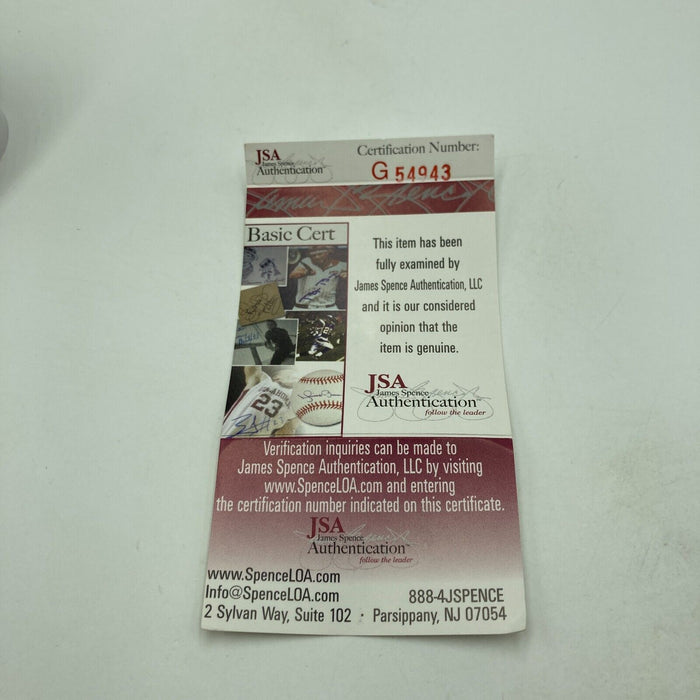 JSA
James Spence
Authentication™
Certification Number:
G 54943
Basic Cert
This item has been
fully examined by
James Spence Authentication, LLC
and it is our considered
opinion that the
item is genuine.
23
JSA
James Spence
Authentication™
follow the leader
Verification inquiries can be made to
James Spence Authentication, LLC by visiting
www.SpenceLOA.com and entering
the certification number indicated on this certificate.
JSA
James Spence
Authentication™
follow the leader
www.SpenceLOA.com
Info@SpenceLOA.com
888-4JSPENCE
2 Sylvan Way, Suite 102 · Parsippany, NJ 07054